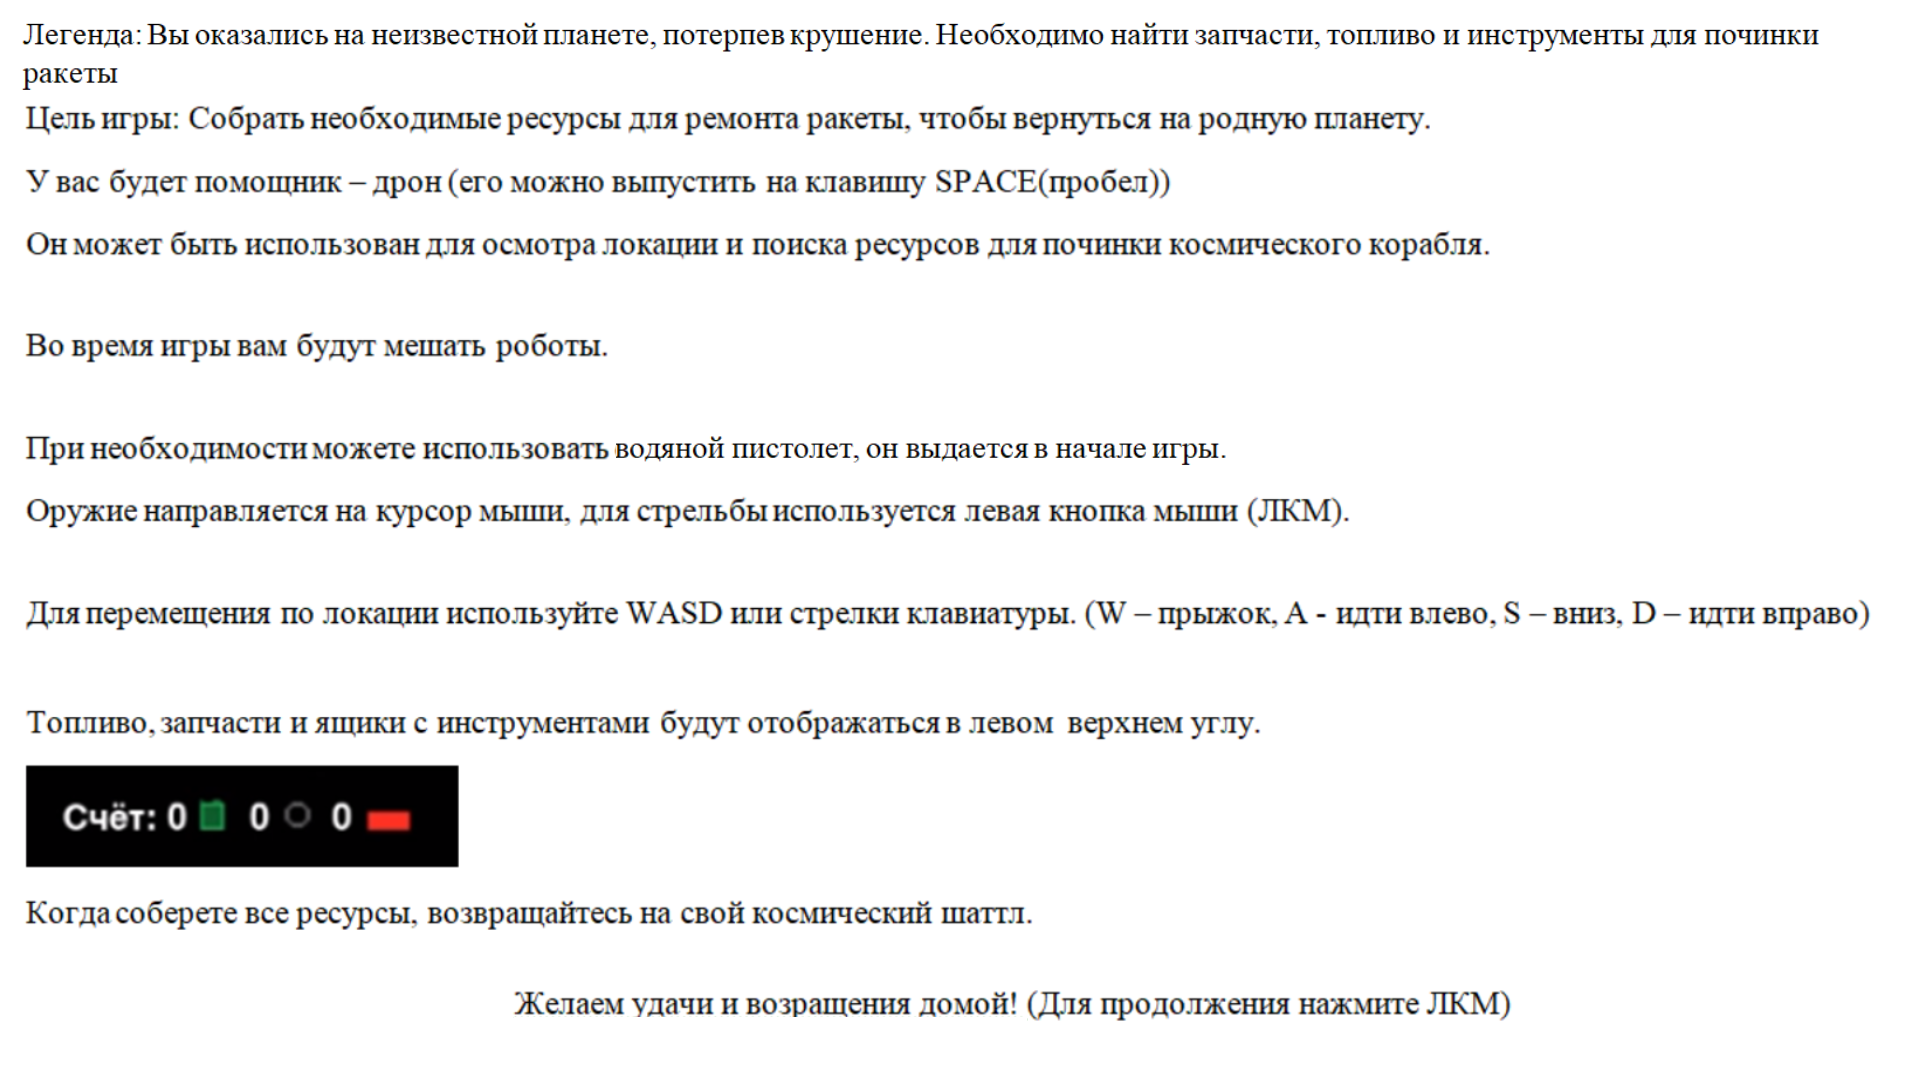 Легенда: Вы оказались на неизвестной планете, потерпев крушение. Необходимо найти запчасти, топливо и инструменты для починки
ракеты
Цель игры: Собрать необходимые ресурсы для ремонта ракеты, чтобы вернуться на родную планету.
У вас будет помощник – дрон (его можно выпустить на клавишу SPACE(пробел))
Он может быть использован для осмотра локации и поиска ресурсов для починки космического корабля.
Во время игры вам будут мешать роботы.
При необходимости можете использовать водяной пистолет, он выдается в начале игры.
Оружие направляется на курсор мыши, для стрельбы используется левая кнопка мыши (ЛКМ).
Для перемещения по локации используйте WASD или стрелки клавиатуры. (W – прыжок, A - идти влево, S – вниз, D – идти вправо)
Топливо, запчасти и ящики с инструментами будут отображаться в левом верхнем углу.
Счёт: 0 0 0
Когда соберете все ресурсы, возвращайтесь на свой космический шаттл.
Желаем удачи и возращения домой! (Для продолжения нажмите ЛКМ)